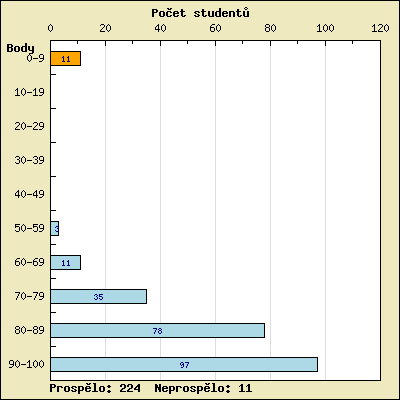 Počet studentů
0 20 40 60 80 100 120
Body
0-9 11
10-19
20-29
30-39
40-49
50-59 3
60-69 11
70-79 35
80-89 78
90-100 97
Prospělo: 224 Neprospělo: 11